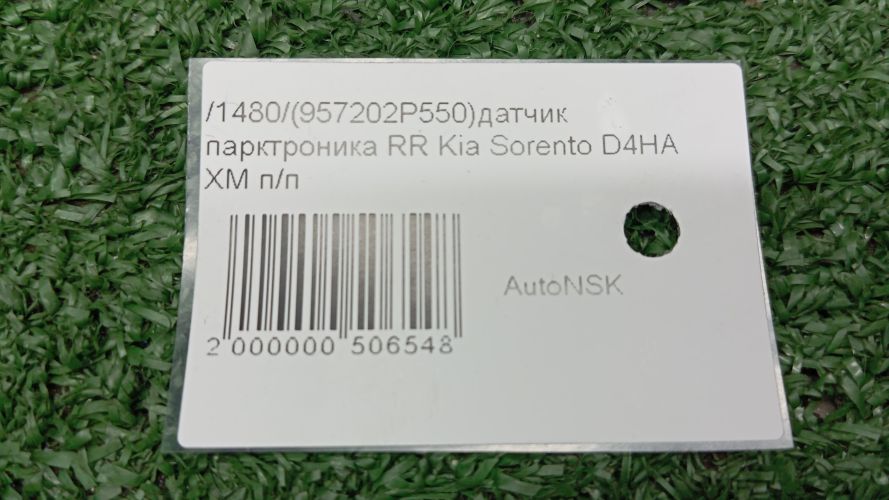 /1480/(957202P550)датчик
парктроника RR Kia Sorento D4HA
XM п/п
AutoNSK
2 000000 506548